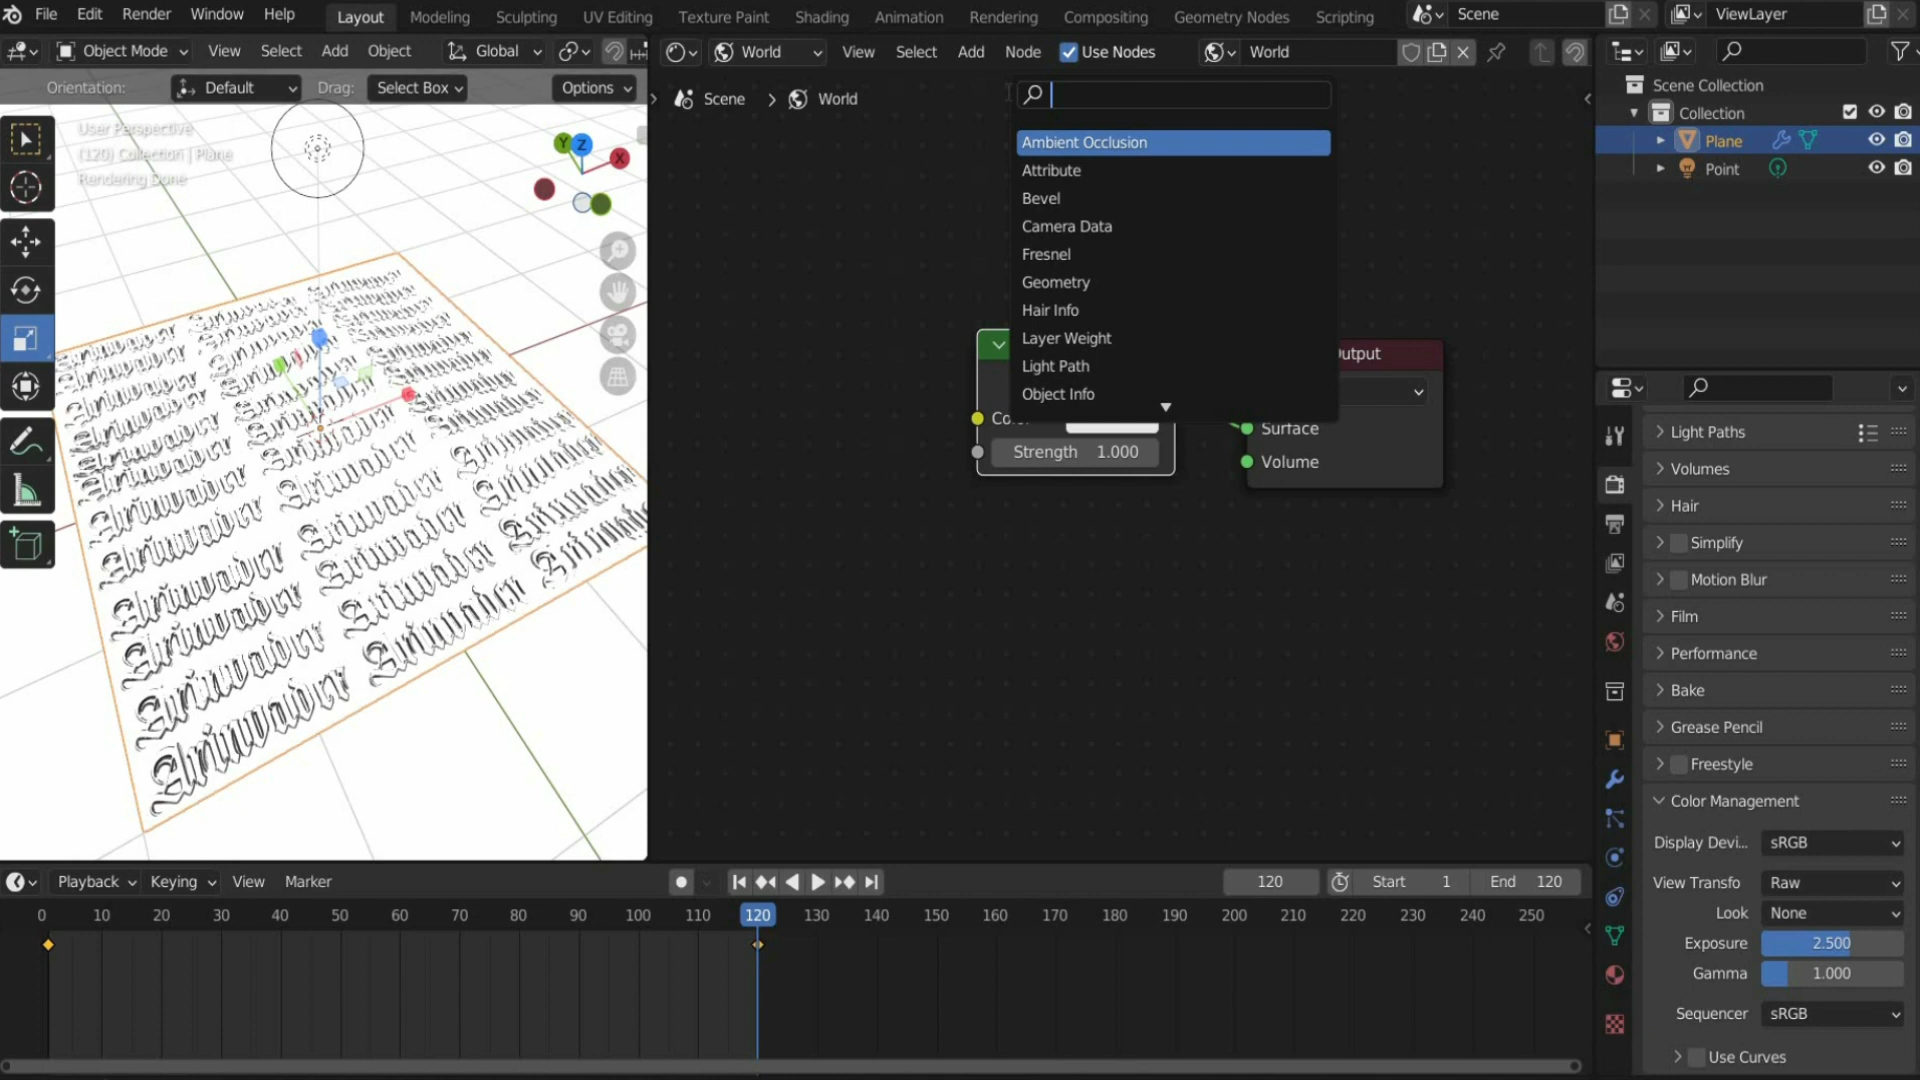 File Edit Render Window Help Layout Modeling Sculpting UV Editing Texture Paint Shading Animation Rendering Compositing Geometry Nodes Scripting Scene ViewLayer
Object Mode View Select Add Object Global World View Select Add Node Use Nodes World
Orientation: Default Drag: Select Box Options
Scene > World
User Perspective
(120) Collection | Plane
Rendering Done
Y Z X
Ambient Occlusion
Attribute
Bevel
Camera Data
Fresnel
Geometry
Hair Info
Layer Weight
Light Path
Object Info
Strength 1.000
Surface
Volume
Scene Collection
Collection
Plane
Point
Light Paths
Volumes
Hair
Simplify
Motion Blur
Film
Performance
Bake
Grease Pencil
Freestyle
Color Management
Display Devi... sRGB
View Transfo Raw
Look None
Exposure 2.500
Gamma 1.000
Sequencer sRGB
Use Curves
Playback Keying View Marker 120 Start 1 End 120
0 10 20 30 40 50 60 70 80 90 100 110 120 130 140 150 160 170 180 190 200 210 220 230 240 250